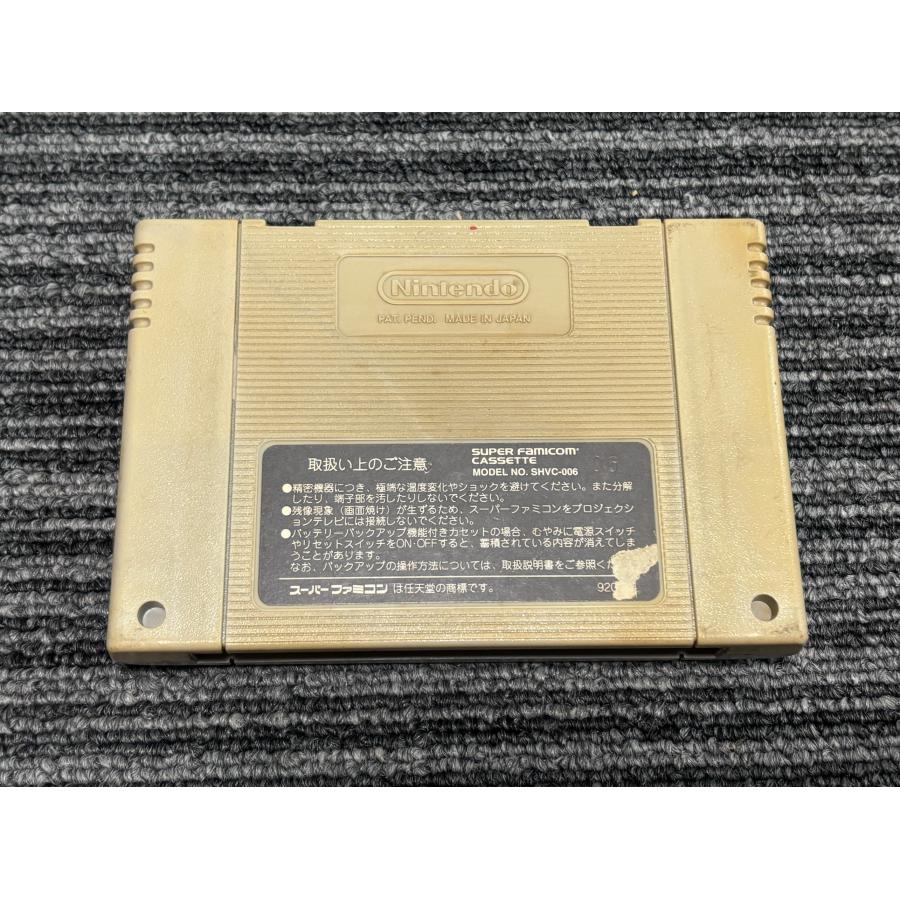 Nintendo
PAT. PEND. MADE IN JAPAN
取扱い上のご注意
SUPER FAMICOM
CASSETTE
MODEL NO. SHVC-006
●精密機器につき、極端な温度変化やショックを避けてください。また分解
したり、端子部を汚したりしないでください。
●残像現象（画面焼け）が生ずるため、スーパーファミコンをプロジェクシ
ョンテレビには接続しないでください。
●バッテリーバックアップ機能付きカセットの場合、むやみに電源スイッチ
やリセットスイッチをON・OFFすると、蓄積されている内容が消えてしま
うことがあります。
なお、バックアップの操作方法については、取扱説明書をご参照くだ
スーパーファミコン は任天堂の商標です。
920